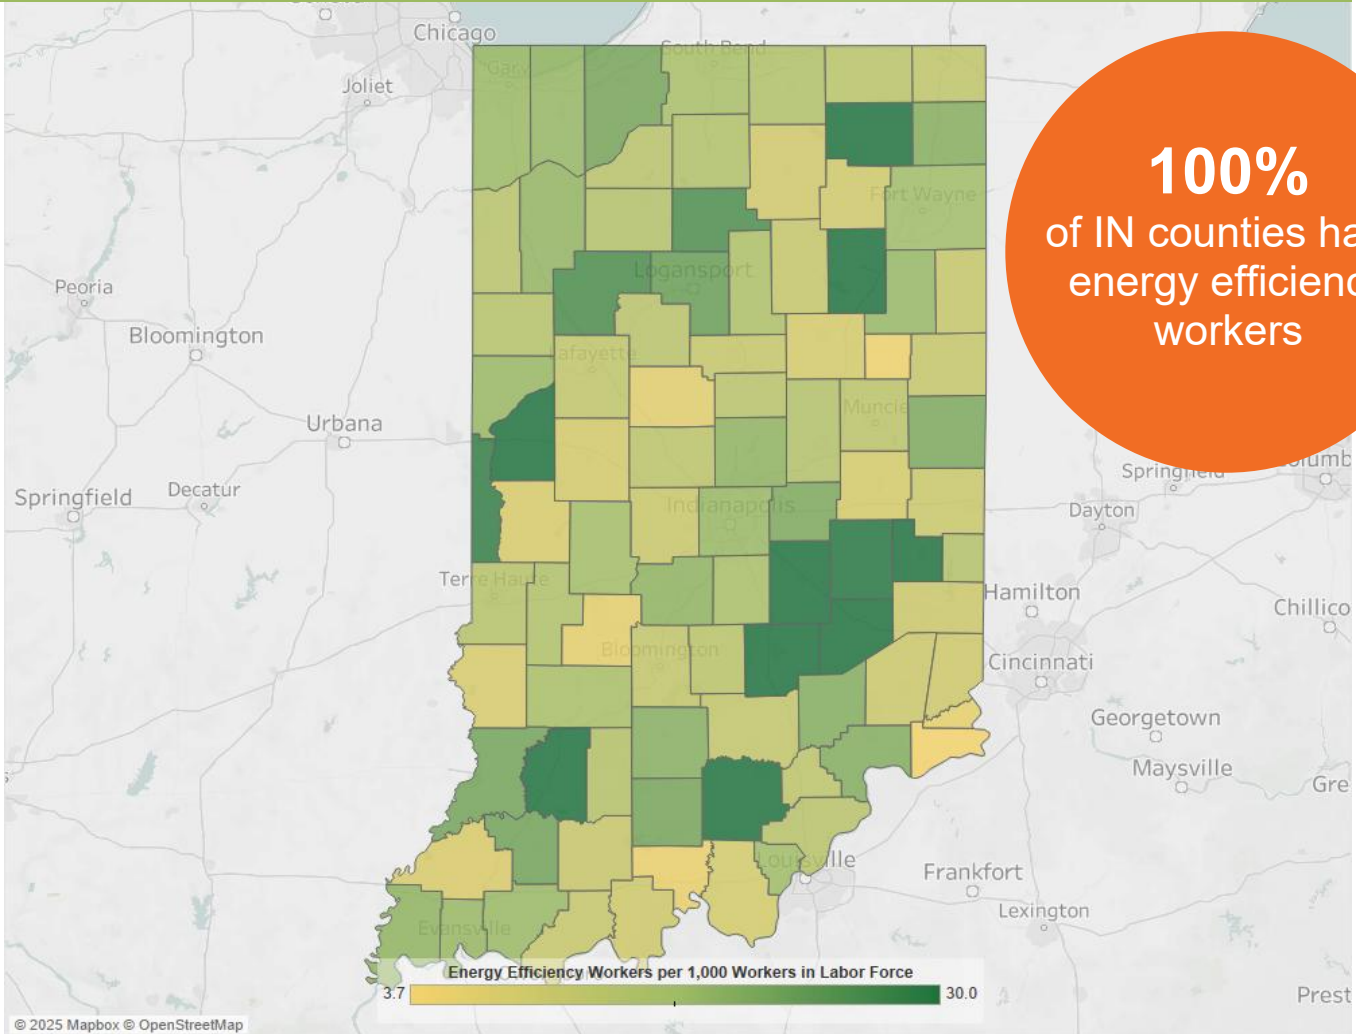 Chicago
South Bend
Gary
Joliet
100%
of IN counties ha
energy efficienc
workers
Fort Wayne
Logansport
Peoria
Bloomington
Lafayette
Muncie
Urbana
Springfield
Decatur
Springfield
Columb
Indianapolis
Dayton
Terre Haute
Hamilton
Chillico
Bloomington
Cincinnati
Georgetown
Maysville
Gre
Louisville
Frankfort
Lexington
Evansville
Energy Efficiency Workers per 1,000 Workers in Labor Force
3.7
30.0
Prest
© 2025 Mapbox © OpenStreetMap